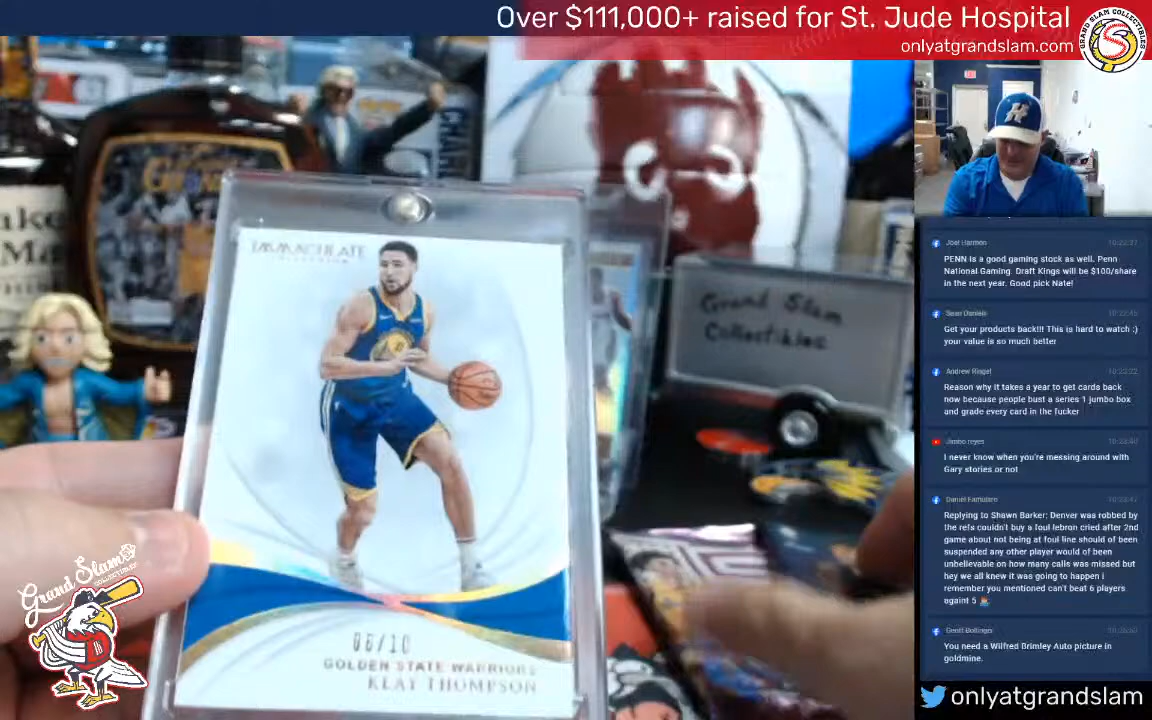 Over $111,000+ raised for St. Jude Hospital
onlyatgrandslam.com
GRAND SLAM COLLECTIBLES
IMMACULATE
COLLECTION
Grand Slam
Collectibles
06/10
GOLDEN STATE WARRIORS
KLAY THOMPSON
Grand Slam
COLLECTIBLES
Joel Harmon
PENN is a good gaming stock as well. Penn
National Gaming. Draft Kings will be $100/share
in the next year. Good pick Nate!
Sean Daniels
Get your products back!!! This is hard to watch :)
your value is so much better
Andrew Ringel
Reason why it takes a year to get cards back
now because people bust a series 1 jumbo box
and grade every card in the fucker
Jimbo reyes
I never know when you're messing around with
Gary stories or not
Daniel
Replying to Shawn Barker: Denver was robbed by
the refs couldn't buy a foul lebron cried after 2nd
game about not being at foul line should of been
suspended any other player would of been
unbelievable on how many calls was missed but
hey we all knew it was going to happen i
remember you mentioned can't beat 6 players
againt 5
Geoff Bollinger
You need a Wilfred Brimley Auto picture in
goldmine.
onlyatgrandslam